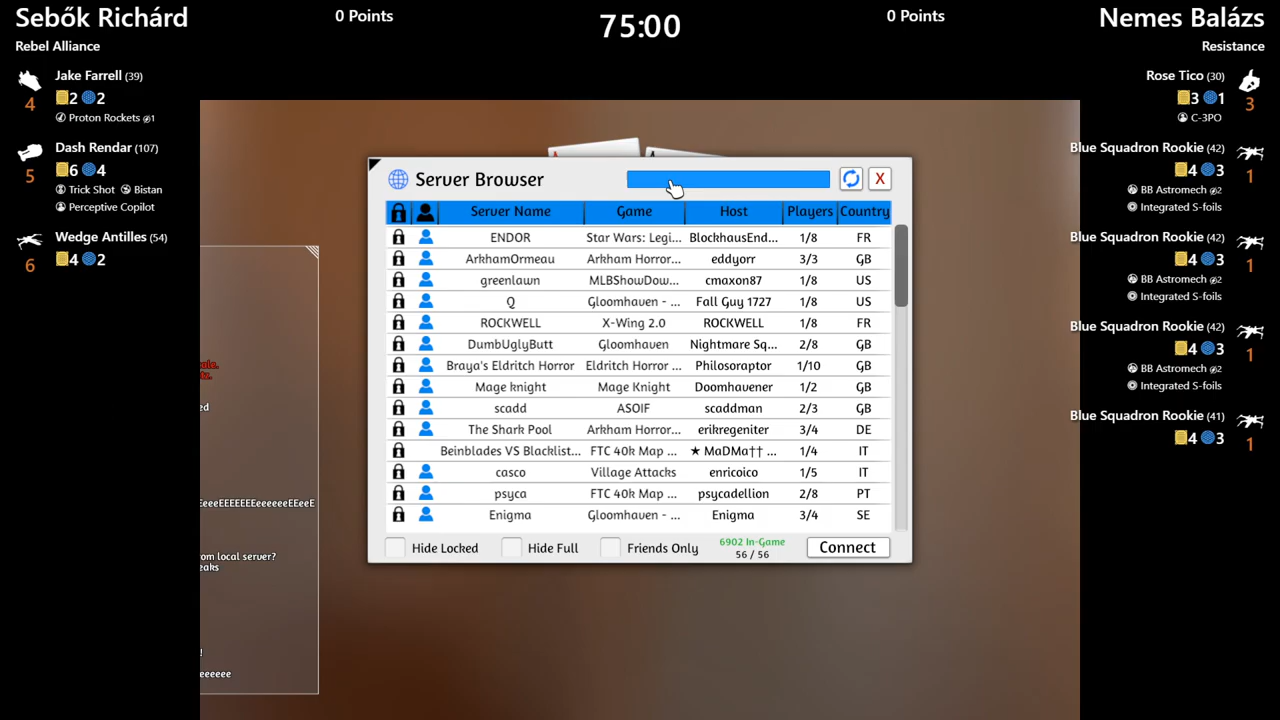 Sebők Richárd
0 Points
75:00
0 Points
Nemes Balázs
Rebel Alliance
Resistance
Jake Farrell (39)
4
2 2
Proton Rockets 1
Dash Rendar (107)
5
6 4
Trick Shot Bistan
Perceptive Copilot
Wedge Antilles (54)
6
4 2
Rose Tico (30)
3 1
3
C-3PO
Blue Squadron Rookie (42)
4 3
1
BB Astromech 2
Integrated S-foils
Blue Squadron Rookie (42)
4 3
1
BB Astromech 2
Integrated S-foils
Blue Squadron Rookie (42)
4 3
1
BB Astromech 2
Integrated S-foils
Blue Squadron Rookie (41)
4 3
1
Server Browser X
Server Name Game Host Players Country
ENDOR Star Wars: Legi... BlockhausEnd... 1/8 FR
ArkhamOrmeau Arkham Horror... eddyorr 3/3 GB
greenlawn MLBShowDow... cmaxon87 1/8 US
Q Gloomhaven - ... Fall Guy 1727 1/8 US
ROCKWELL X-Wing 2.0 ROCKWELL 1/8 FR
DumbUglyButt Gloomhaven Nightmare Sq... 2/8 GB
Braya's Eldritch Horror Eldritch Horror ... Philosoraptor 1/10 GB
Mage knight Mage Knight Doomhavener 1/2 GB
scadd ASOIF scaddman 2/3 GB
The Shark Pool Arkham Horror... erikregeniter 3/4 DE
Beinblades VS Blacklist... FTC 40k Map ... ★ MaDMa†† ... 1/4 IT
casco Village Attacks enricoico 1/5 IT
psyca FTC 40k Map ... psycadellion 2/8 PT
Enigma Gloomhaven - ... Enigma 3/4 SE
Hide Locked Hide Full Friends Only 6902 In-Game
56 / 56
Connect
ed
EeeeEEEEEEeeeeeeEEeeE
om local server?
eaks
!
eeeeee